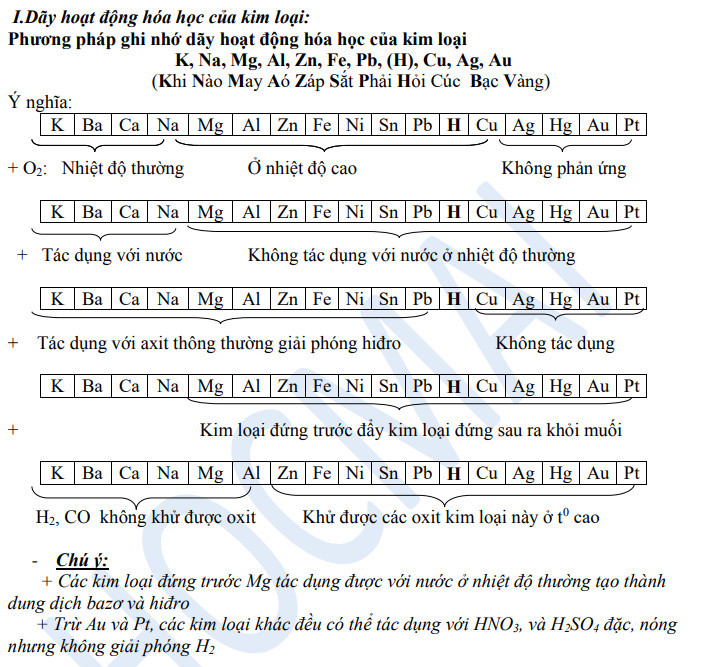 I.Dãy hoạt động hóa học của kim loại:
Phương pháp ghi nhớ dãy hoạt động hóa học của kim loại
K, Na, Mg, Al, Zn, Fe, Pb, (H), Cu, Ag, Au
(Khi Nào May Aó Záp Sắt Phải Hỏi Cúc Bạc Vàng)
Ý nghĩa:
K Ba Ca Na Mg Al Zn Fe Ni Sn Pb H Cu Ag Hg Au Pt
+ O₂: Nhiệt độ thường Ở nhiệt độ cao Không phản ứng
K Ba Ca Na Mg Al Zn Fe Ni Sn Pb H Cu Ag Hg Au Pt
+ Tác dụng với nước Không tác dụng với nước ở nhiệt độ thường
K Ba Ca Na Mg Al Zn Fe Ni Sn Pb H Cu Ag Hg Au Pt
+ Tác dụng với axit thông thường giải phóng hiđro Không tác dụng
K Ba Ca Na Mg Al Zn Fe Ni Sn Pb H Cu Ag Hg Au Pt
+ Kim loại đứng trước đẩy kim loại đứng sau ra khỏi muối
K Ba Ca Na Mg Al Zn Fe Ni Sn Pb H Cu Ag Hg Au Pt
H₂, CO không khử được oxit Khử được các oxit kim loại này ở t⁰ cao
- Chú ý:
+ Các kim loại đứng trước Mg tác dụng được với nước ở nhiệt độ thường tạo thành
dung dịch bazơ và hiđro
+ Trừ Au và Pt, các kim loại khác đều có thể tác dụng với HNO₃, và H₂SO₄ đặc, nóng
nhưng không giải phóng H₂
HOCMAI